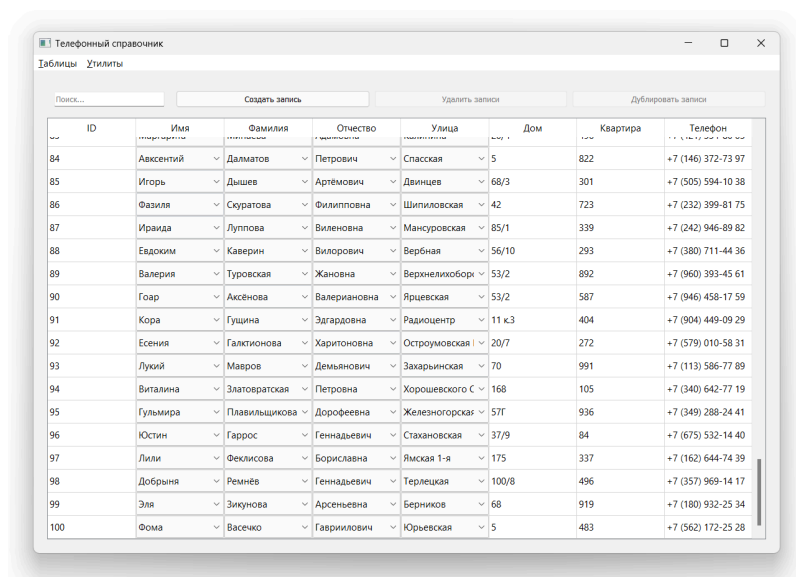 Телефонный справочник
Таблицы Утилиты
Поиск... Создать запись Удалить записи Дублировать записи
ID Имя Фамилия Отчество Улица Дом Квартира Телефон
84 Авксентий Далматов Петрович Спасская 5 822 +7 (146) 372-73 97
85 Игорь Дышев Артёмович Двинцев 68/3 301 +7 (505) 594-10 38
86 Фазиля Скуратова Филипповна Шипиловская 42 723 +7 (232) 399-81 75
87 Ираида Луппова Виленовна Мансуровская 85/1 339 +7 (242) 946-89 82
88 Евдоким Каверин Вилорович Вербная 56/10 293 +7 (380) 711-44 36
89 Валерия Туровская Жановна Верхнелихоборс 53/2 892 +7 (960) 393-45 61
90 Гоар Аксёнова Валериановна Ярцевская 53/2 587 +7 (946) 458-17 59
91 Кора Гущина Эдгардовна Радиоцентр 11 к.3 404 +7 (904) 449-09 29
92 Есения Галктионова Харитоновна Остроумовская 20/7 272 +7 (579) 010-58 31
93 Лукий Мавров Демьянович Захарьинская 70 991 +7 (113) 586-77 89
94 Виталина Златовратская Петровна Хорошевского С 168 105 +7 (340) 642-77 19
95 Гульмира Плавильщикова Дорофеевна Железногорская 57Г 936 +7 (349) 288-24 41
96 Юстин Гаррос Геннадьевич Стахановская 37/9 84 +7 (675) 532-14 40
97 Лили Феклисова Бориславна Ямская 1-я 175 337 +7 (162) 644-74 39
98 Добрыня Ремнёв Геннадьевич Терлецкая 100/8 496 +7 (357) 969-14 17
99 Эля Зикунова Арсеньевна Берников 68 919 +7 (180) 932-25 34
100 Фома Васечко Гавриилович Юрьевская 5 483 +7 (562) 172-25 28